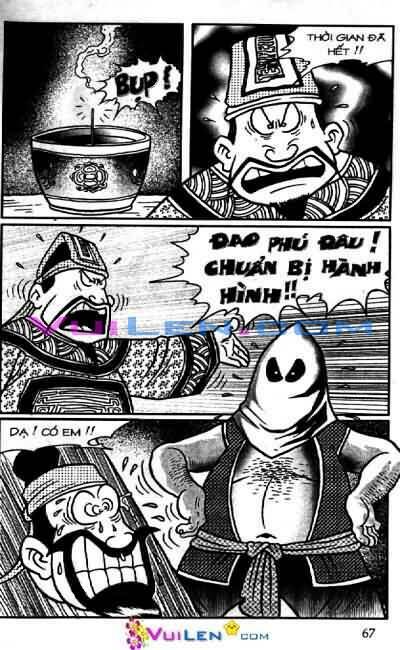 BỤP!
THỜI GIAN ĐÃ
HẾT !!
ĐAO PHỦ ĐÂU !
CHUẨN BỊ HÀNH
HÌNH!!
VUILEN.COM
DẠ ! CÓ EM !!
VUILEN.COM
67